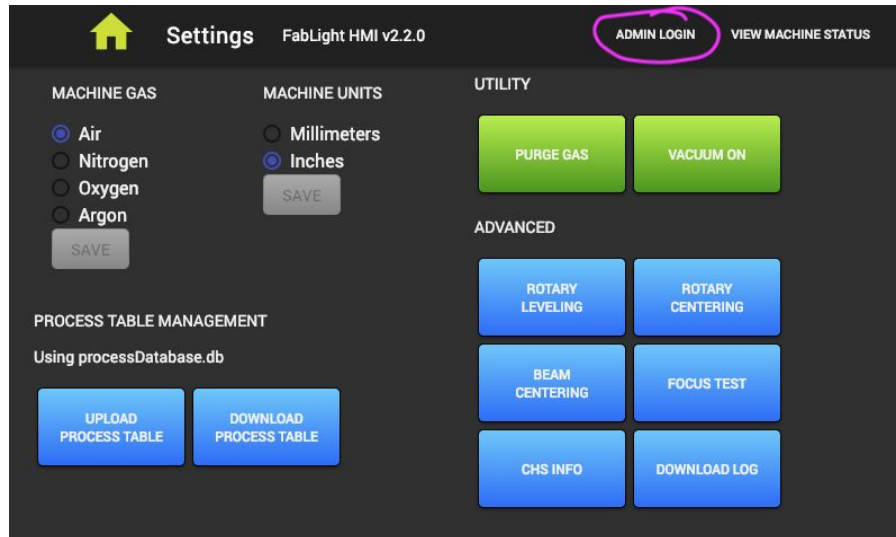 Settings FabLight HMI v2.2.0 ADMIN LOGIN VIEW MACHINE STATUS
MACHINE GAS
Air
Nitrogen
Oxygen
Argon
SAVE
MACHINE UNITS
Millimeters
Inches
SAVE
PROCESS TABLE MANAGEMENT
Using processDatabase.db
UPLOAD
PROCESS TABLE
DOWNLOAD
PROCESS TABLE
UTILITY
PURGE GAS
VACUUM ON
ADVANCED
ROTARY
LEVELING
ROTARY
CENTERING
BEAM
CENTERING
FOCUS TEST
CHS INFO
DOWNLOAD LOG